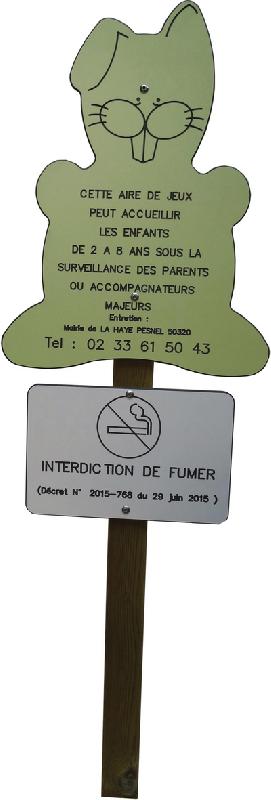 CETTE AIRE DE JEUX
PEUT ACCUEILLIR
LES ENFANTS
DE 2 A 8 ANS SOUS LA
SURVEILLANCE DES PARENTS
OU ACCOMPAGNATEURS
MAJEURS
Entretien :
Mairie de LA HAYE PESNEL 50320
Tel : 02 33 61 50 43
INTERDICTION DE FUMER
(Décret N° 2015-768 du 29 juin 2015 )